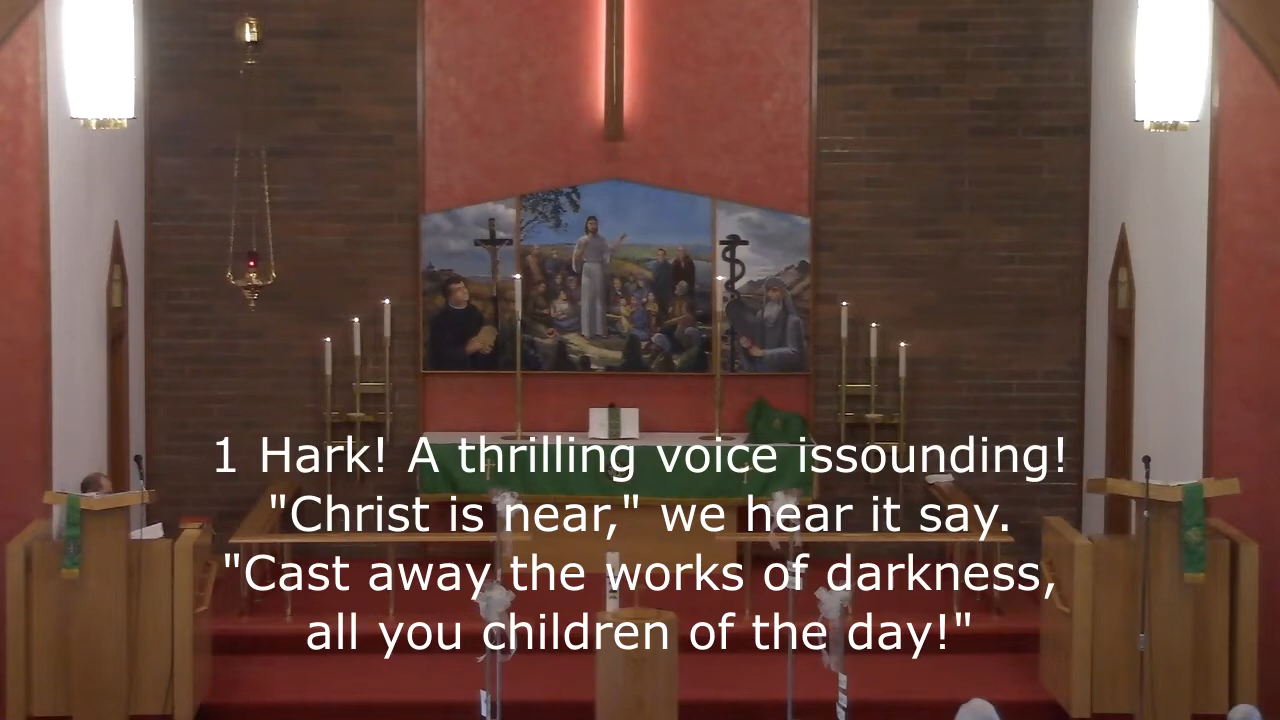 1 Hark! A thrilling voice issounding!
"Christ is near," we hear it say.
"Cast away the works of darkness,
all you children of the day!"